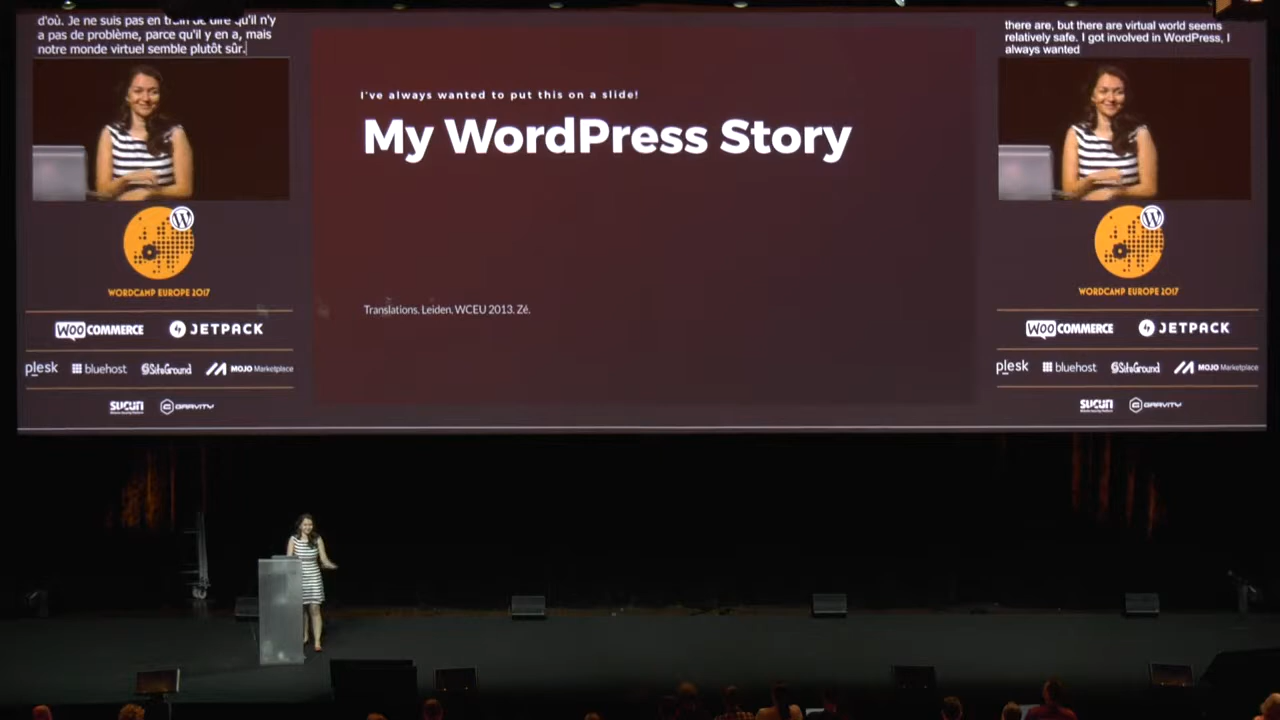 d'où. Je ne suis pas en train de dire qu'il n'y
a pas de problème, parce qu'il y en a, mais
notre monde virtuel semble plutôt sûr.
WORDCAMP EUROPE 2017
WOO COMMERCE JETPACK
plesk bluehost SiteGround MOJO Marketplace
SUCURI GRAVITY
I've always wanted to put this on a slide!
My WordPress Story
Translations. Leiden. WCEU 2013. Zé.
there are, but there are virtual world seems
relatively safe. I got involved in WordPress, I
always wanted
WORDCAMP EUROPE 2017
WOO COMMERCE JETPACK
plesk bluehost SiteGround MOJO Marketplace
SUCURI GRAVITY